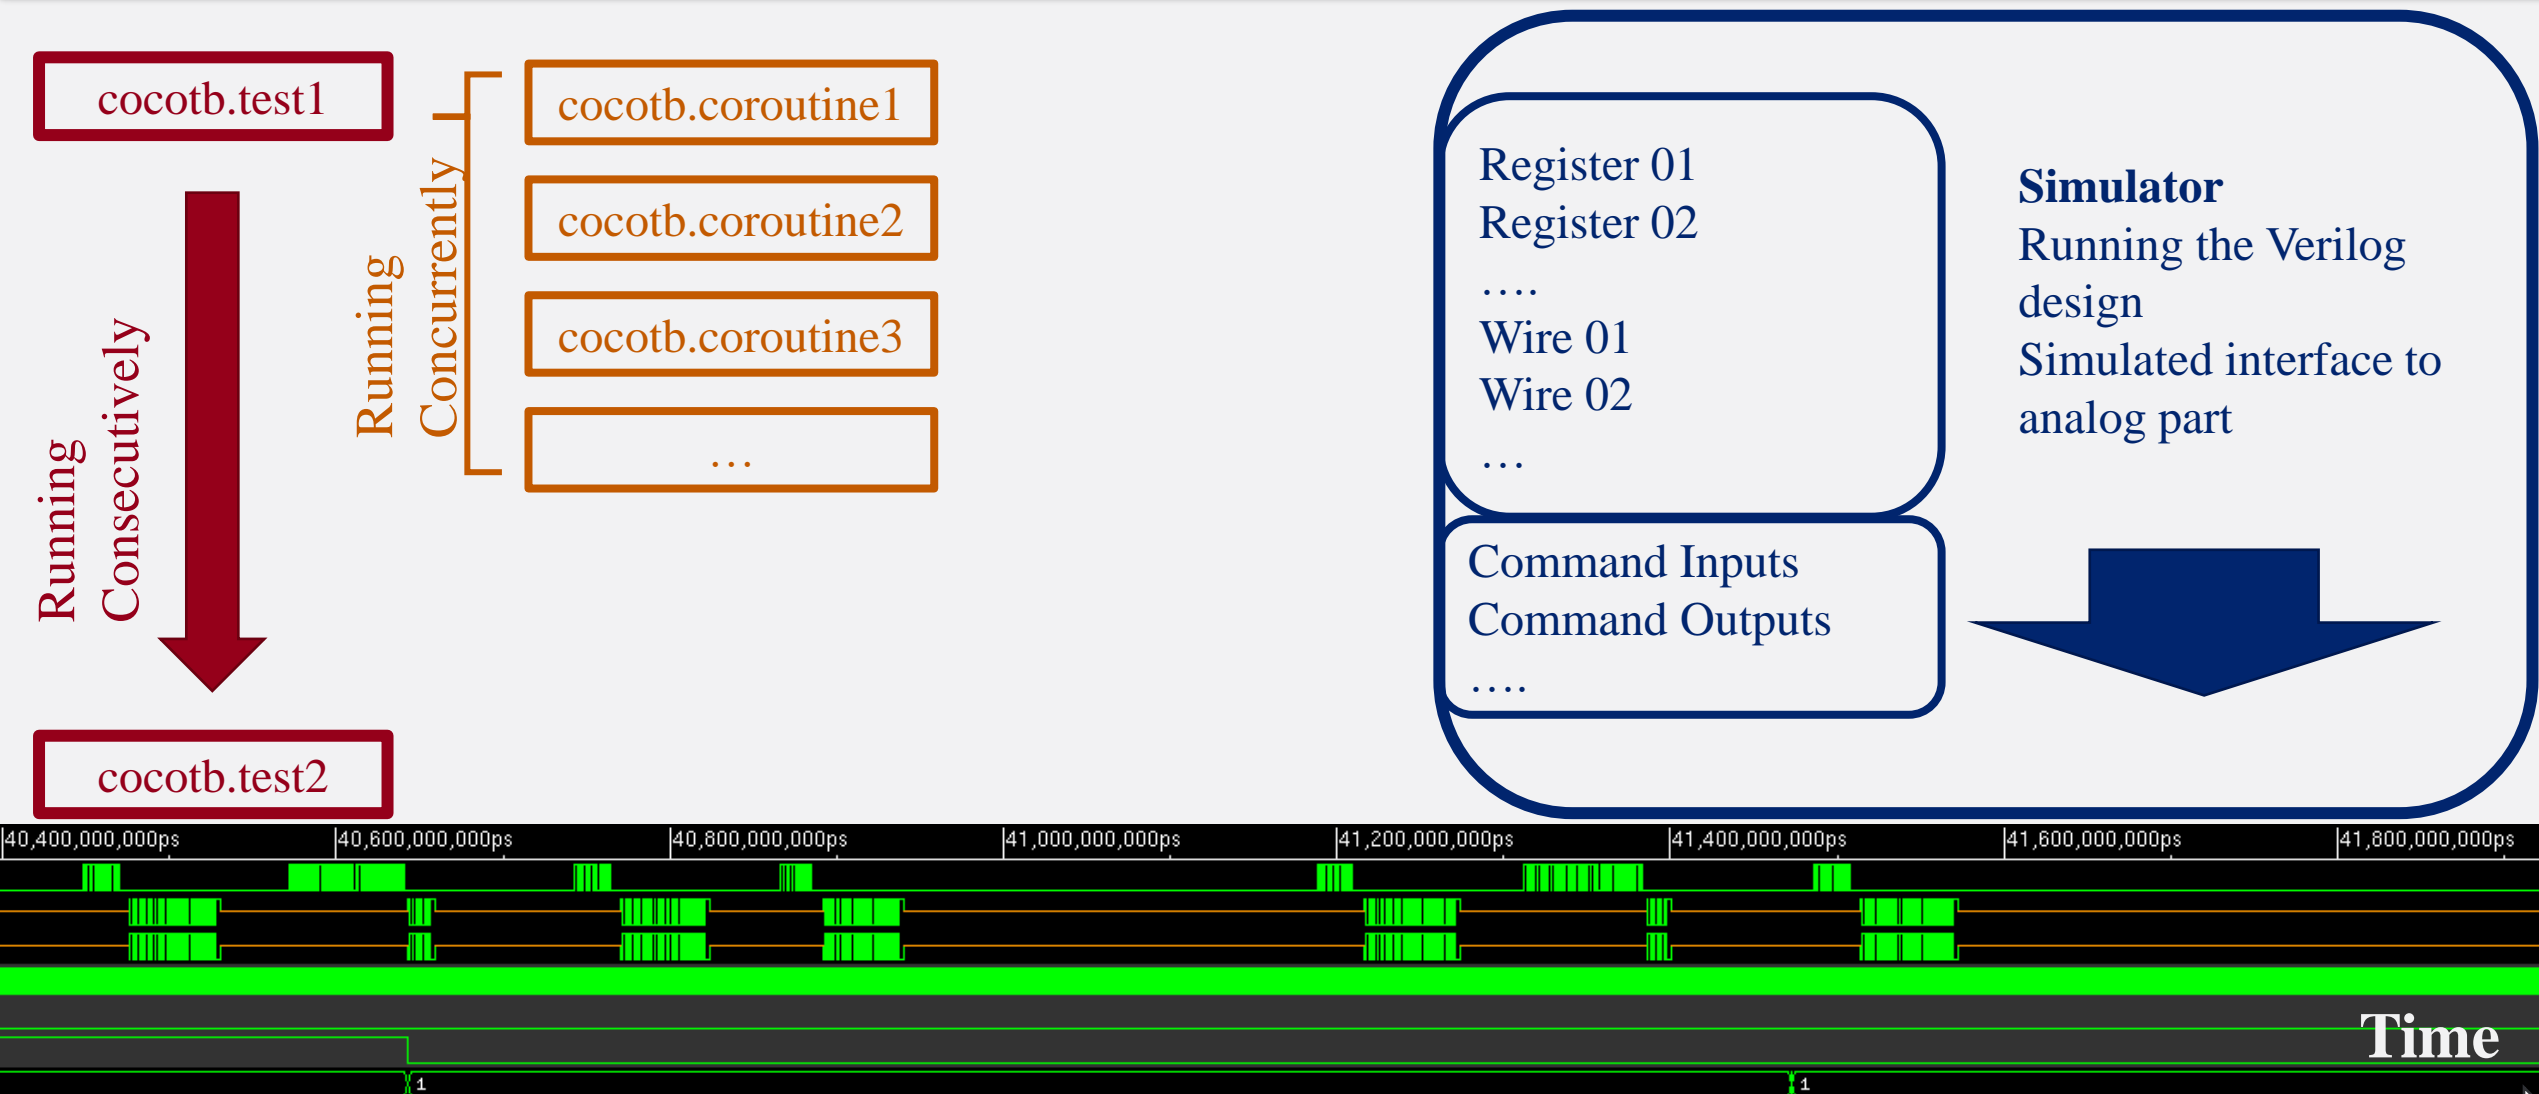 cocotb.test1
Running
Consecutively
cocotb.test2
Running
Concurrently
cocotb.coroutine1
cocotb.coroutine2
cocotb.coroutine3
…
Register 01
Register 02
….
Wire 01
Wire 02
…
Command Inputs
Command Outputs
….
Simulator
Running the Verilog
design
Simulated interface to
analog part
40,400,000,000ps 40,600,000,000ps 40,800,000,000ps 41,000,000,000ps 41,200,000,000ps 41,400,000,000ps 41,600,000,000ps 41,800,000,000ps
Time
1 1